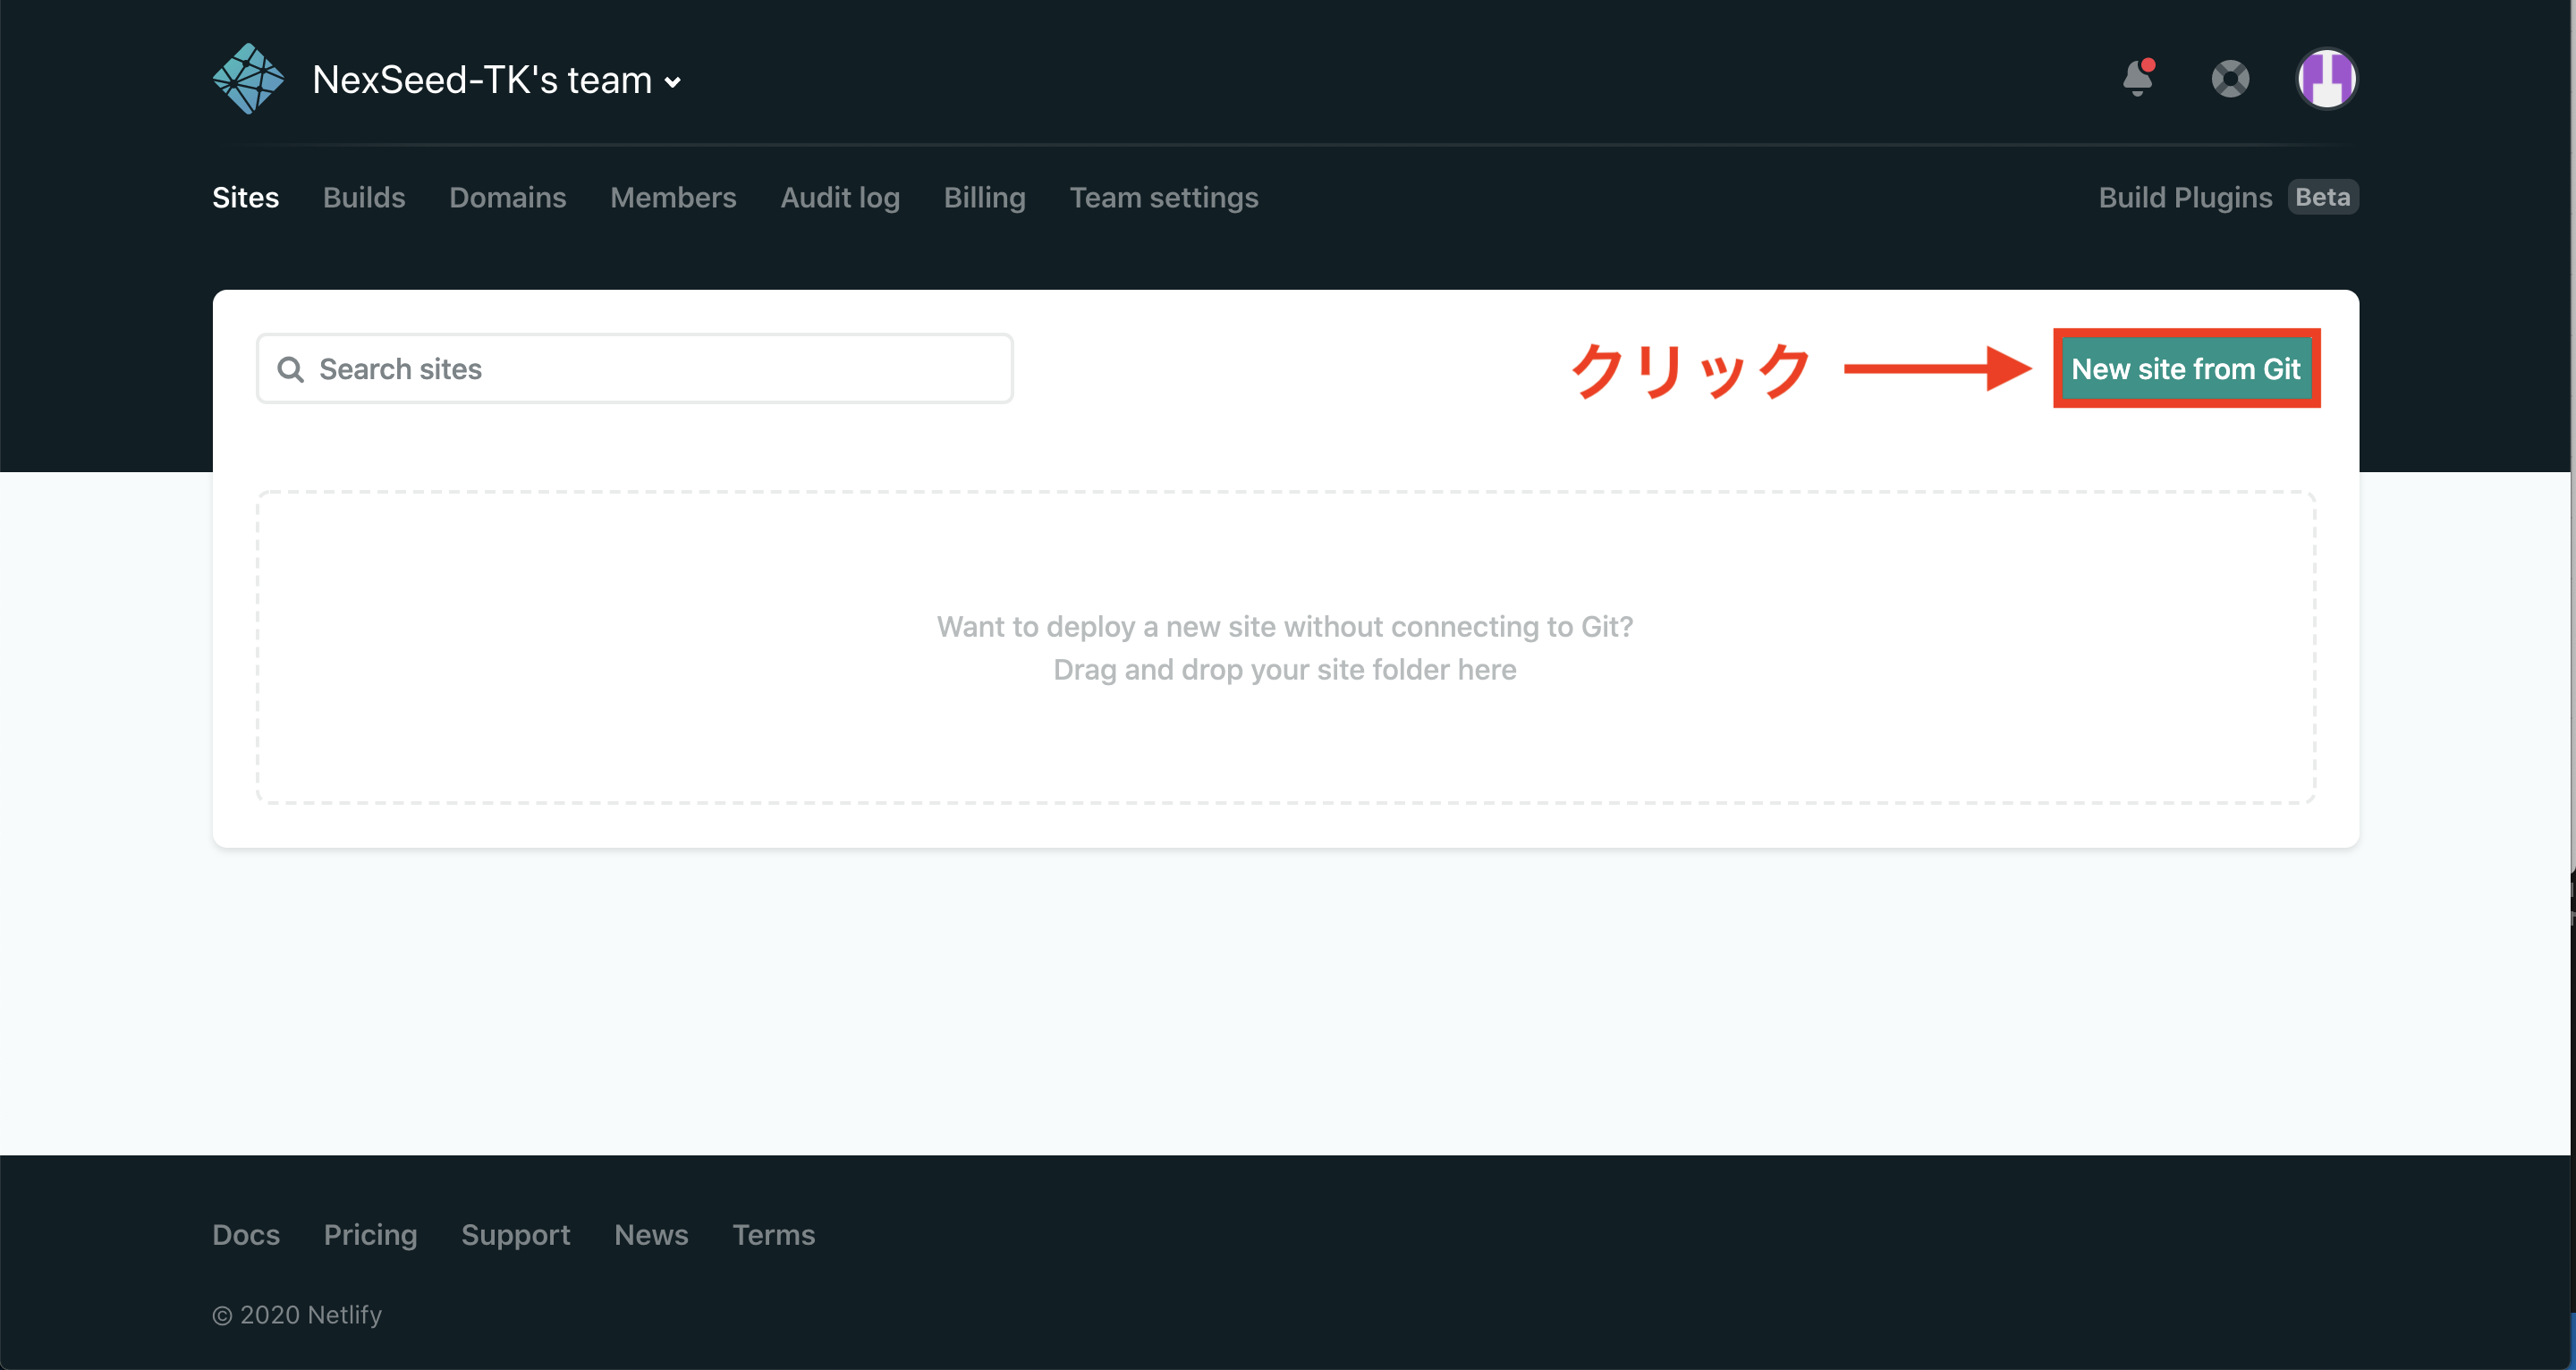 NexSeed-TK's team
Sites Builds Domains Members Audit log Billing Team settings Build Plugins Beta
Search sites クリック New site from Git
Want to deploy a new site without connecting to Git?
Drag and drop your site folder here
Docs Pricing Support News Terms
© 2020 Netlify